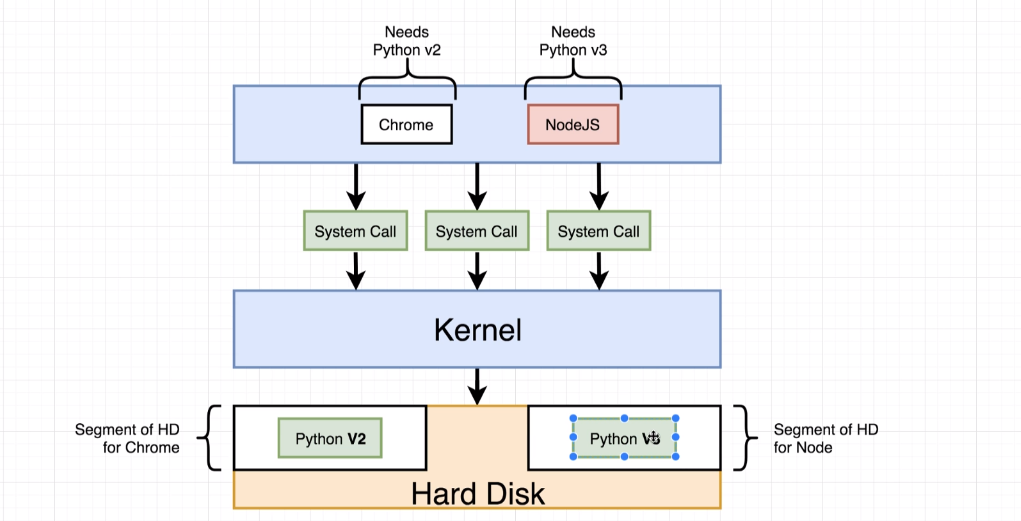 Needs
Python v2
Needs
Python v3
Chrome
NodeJS
System Call
System Call
System Call
Kernel
Segment of HD
for Chrome
Python V2
Python
Segment of HD
for Node
Hard Disk